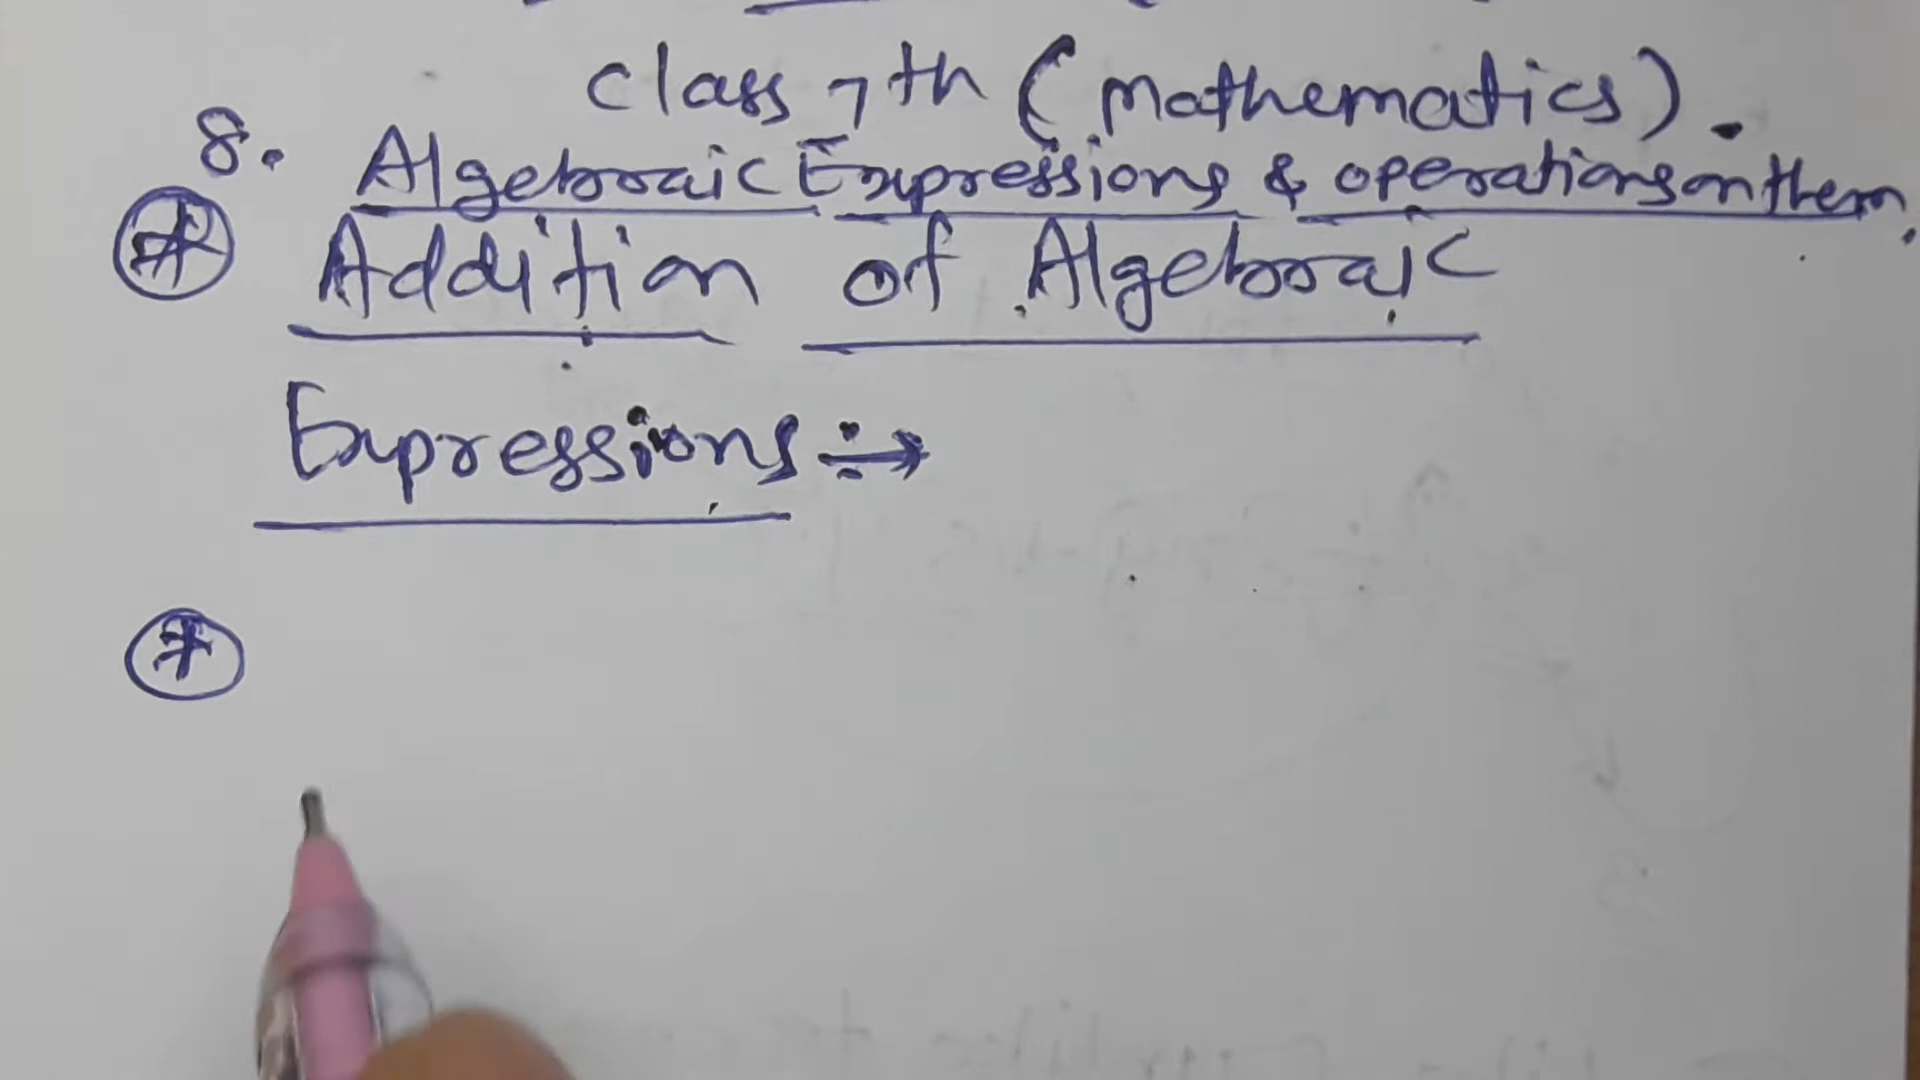 Class 7th (Mathematics).
8. Algebraic Expressions & operations on them.
* Addition of Algebraic
Expressions :→
*